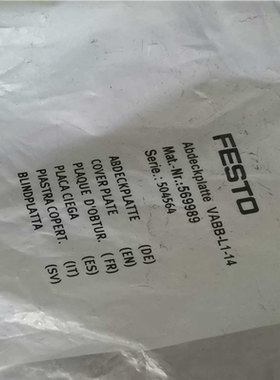 FESTO
Abdeckplatte VABB-L1-14
Mat.-Nr.:569989
Serie.: 504564
ABDECKPLATTE (DE)
COVER PLATE (EN)
PLAQUE D'OBTUR. (FR)
PLACA CIEGA (ES)
PIASTRA COPERT. (IT)
BLINDPLATTA (SV)